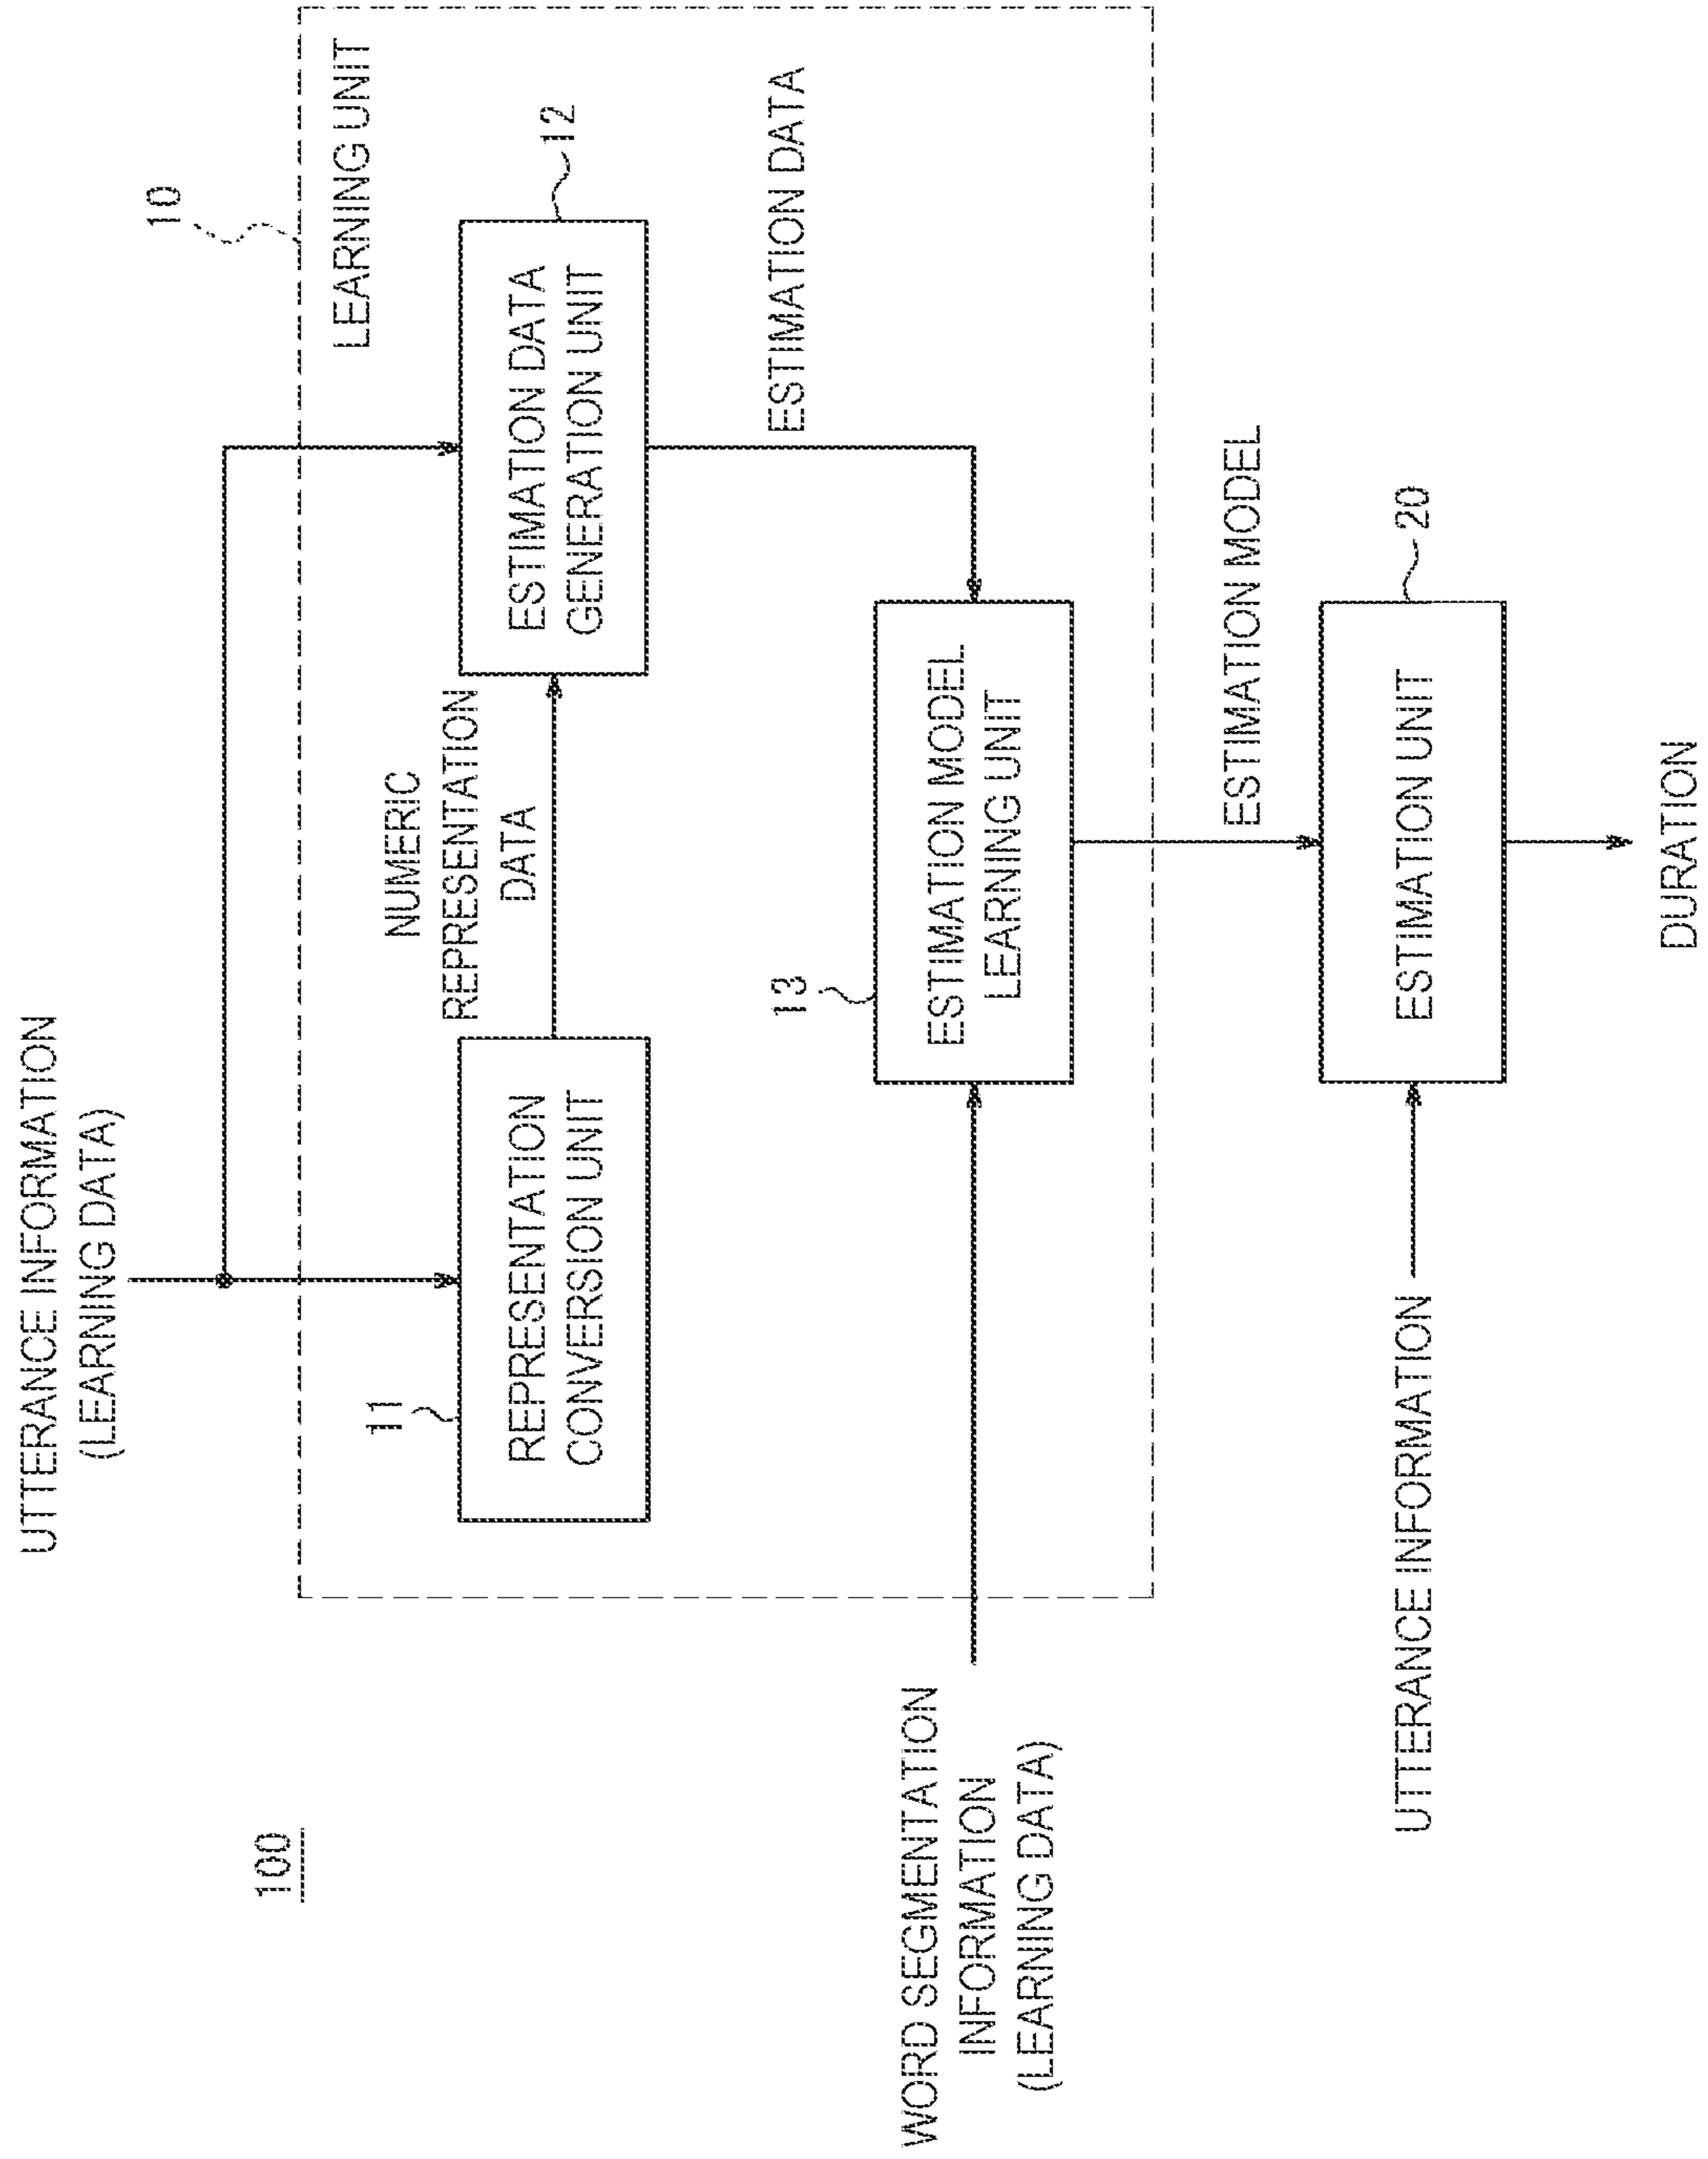 100
UTTERANCE INFORMATION
(LEARNING DATA)
10
LEARNING UNIT
11
REPRESENTATION
CONVERSION UNIT
NUMERIC
REPRESENTATION
DATA
12
ESTIMATION DATA
GENERATION UNIT
ESTIMATION DATA
WORD SEGMENTATION
INFORMATION
(LEARNING DATA)
13
ESTIMATION MODEL
LEARNING UNIT
ESTIMATION MODEL
UTTERANCE INFORMATION
20
ESTIMATION UNIT
DURATION